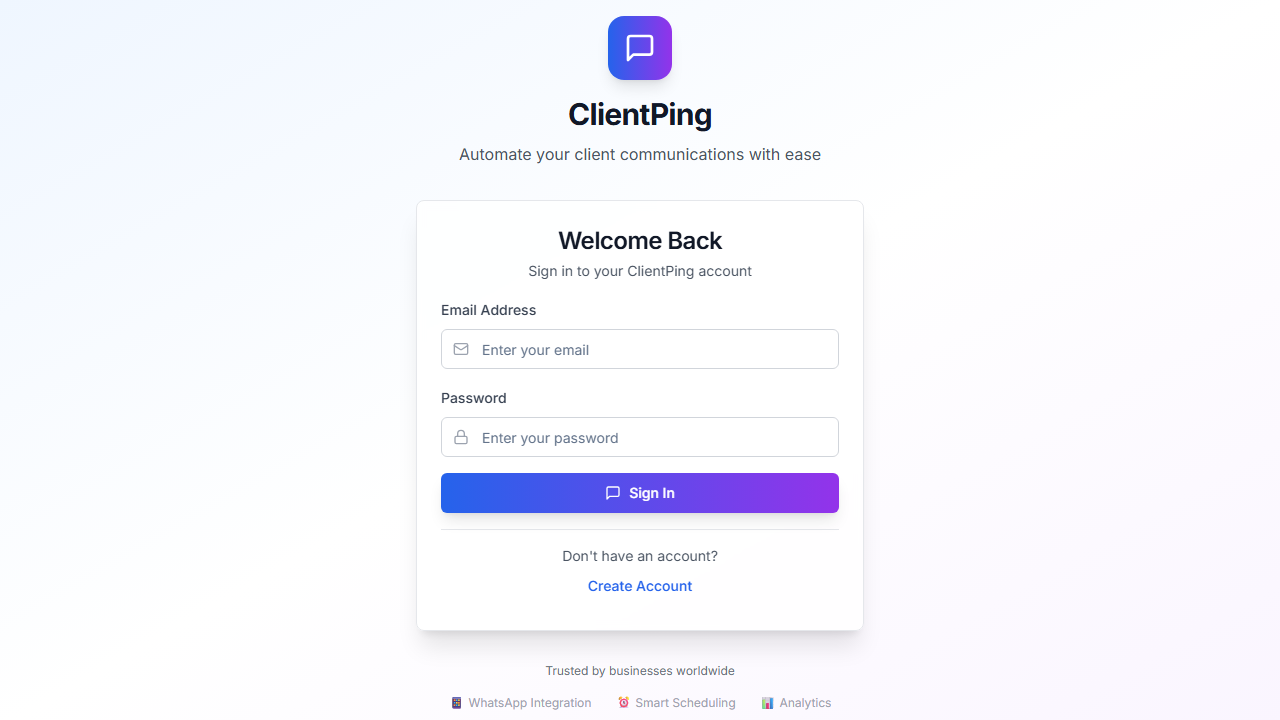 ClientPing
Automate your client communications with ease
Welcome Back
Sign in to your ClientPing account
Email Address
Enter your email
Password
Enter your password
Sign In
Don't have an account?
Create Account
Trusted by businesses worldwide
WhatsApp Integration Smart Scheduling Analytics